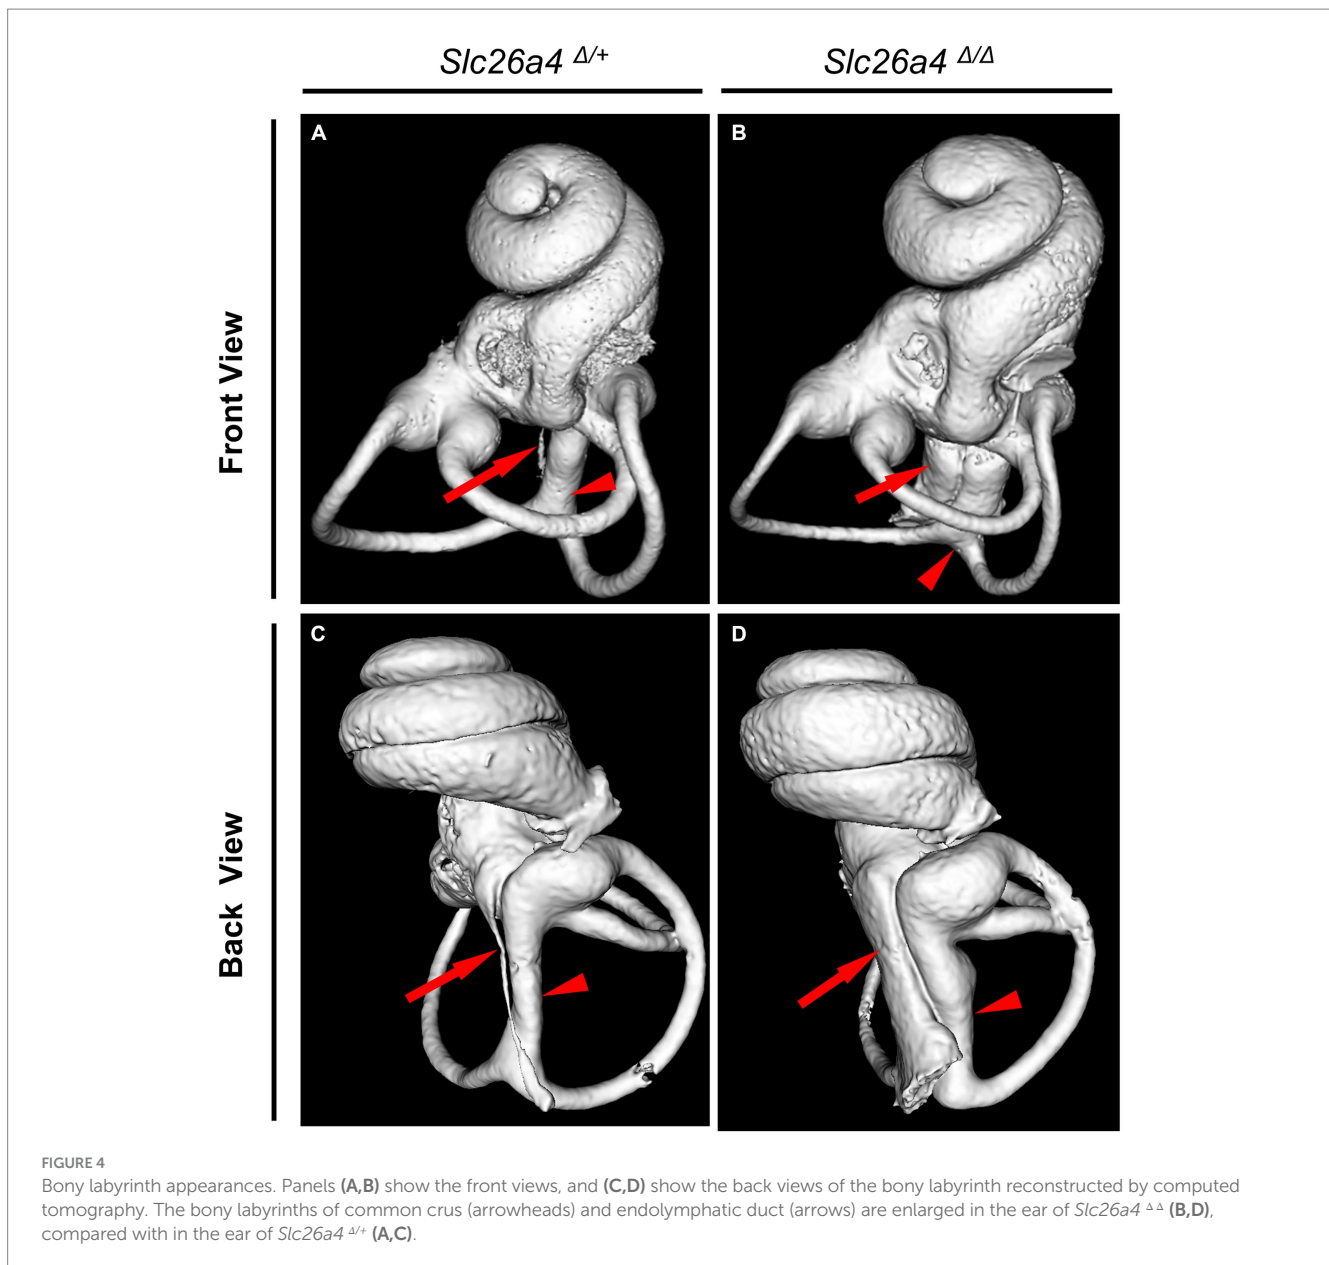 Slc26a4 Δ/+
Slc26a4 Δ/Δ
Front View
A
B
Back View
C
D
FIGURE 4
Bony labyrinth appearances. Panels (A,B) show the front views, and (C,D) show the back views of the bony labyrinth reconstructed by computed
tomography. The bony labyrinths of common crus (arrowheads) and endolymphatic duct (arrows) are enlarged in the ear of Slc26a4 Δ Δ (B,D),
compared with in the ear of Slc26a4 Δ/+ (A,C).